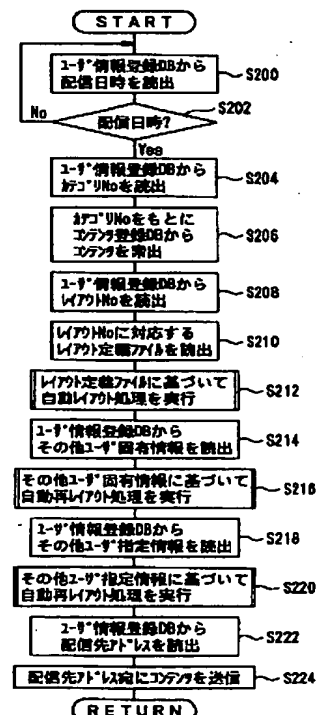 START
ユーザ情報登録DBから
配信日時を読出
S200
配信日時?
S202
No
Yes
ユーザ情報登録DBから
カテゴリNoを読出
S204
カテゴリNoをもとに
コンテンツ登録DBから
コンテンツを索出
S206
ユーザ情報登録DBから
レイアウトNoを読出
S208
レイアウトNoに対応する
レイアウト定義ファイルを読出
S210
レイアウト定義ファイルに基づいて
自動レイアウト処理を実行
S212
ユーザ情報登録DBから
その他ユーザ固有情報を読出
S214
その他ユーザ固有情報に基づいて
自動再レイアウト処理を実行
S216
ユーザ情報登録DBから
その他ユーザ指定情報を読出
S218
その他ユーザ指定情報に基づいて
自動再レイアウト処理を実行
S220
ユーザ情報登録DBから
配信先アドレスを読出
S222
配信先アドレス宛にコンテンツを送信
S224
RETURN